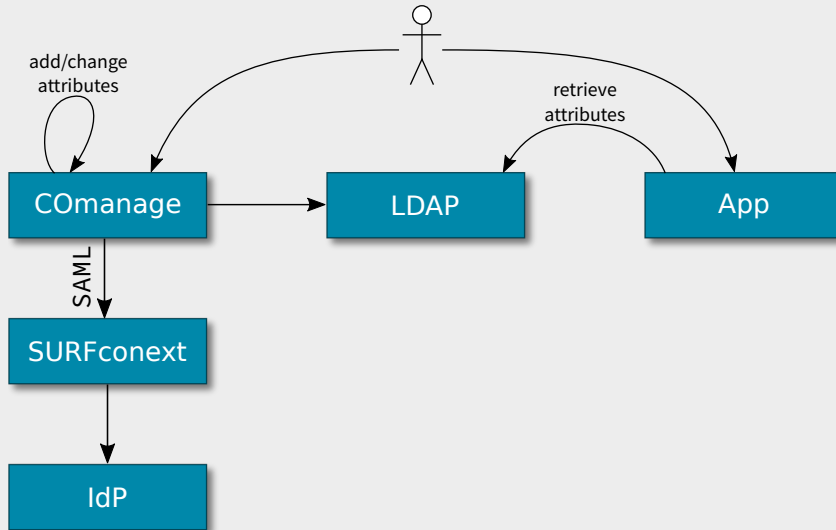 add/change
attributes
retrieve
attributes
COmanage
LDAP
App
SAML
SURFconext
IdP